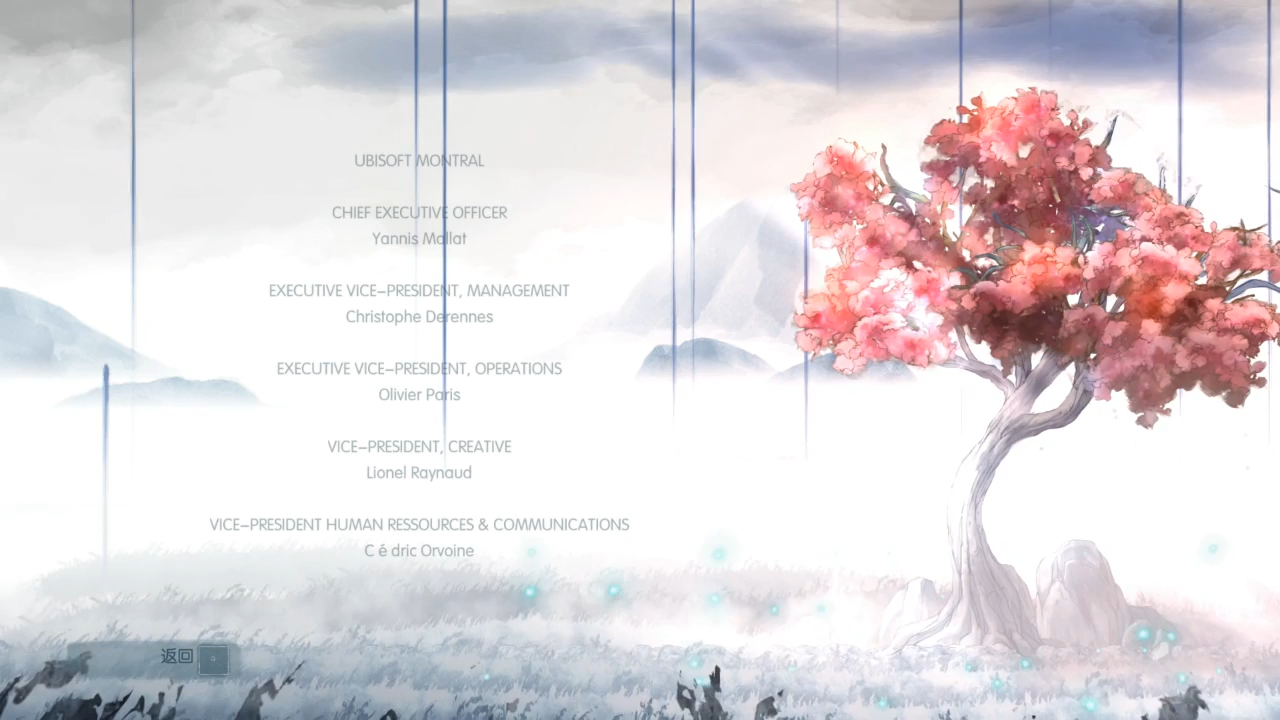 UBISOFT MONTRAL
CHIEF EXECUTIVE OFFICER
Yannis Mallat
EXECUTIVE VICE-PRESIDENT, MANAGEMENT
Christophe Derennes
EXECUTIVE VICE-PRESIDENT, OPERATIONS
Olivier Paris
VICE-PRESIDENT, CREATIVE
Lionel Raynaud
VICE-PRESIDENT HUMAN RESSOURCES & COMMUNICATIONS
C é dric Orvoine
返回